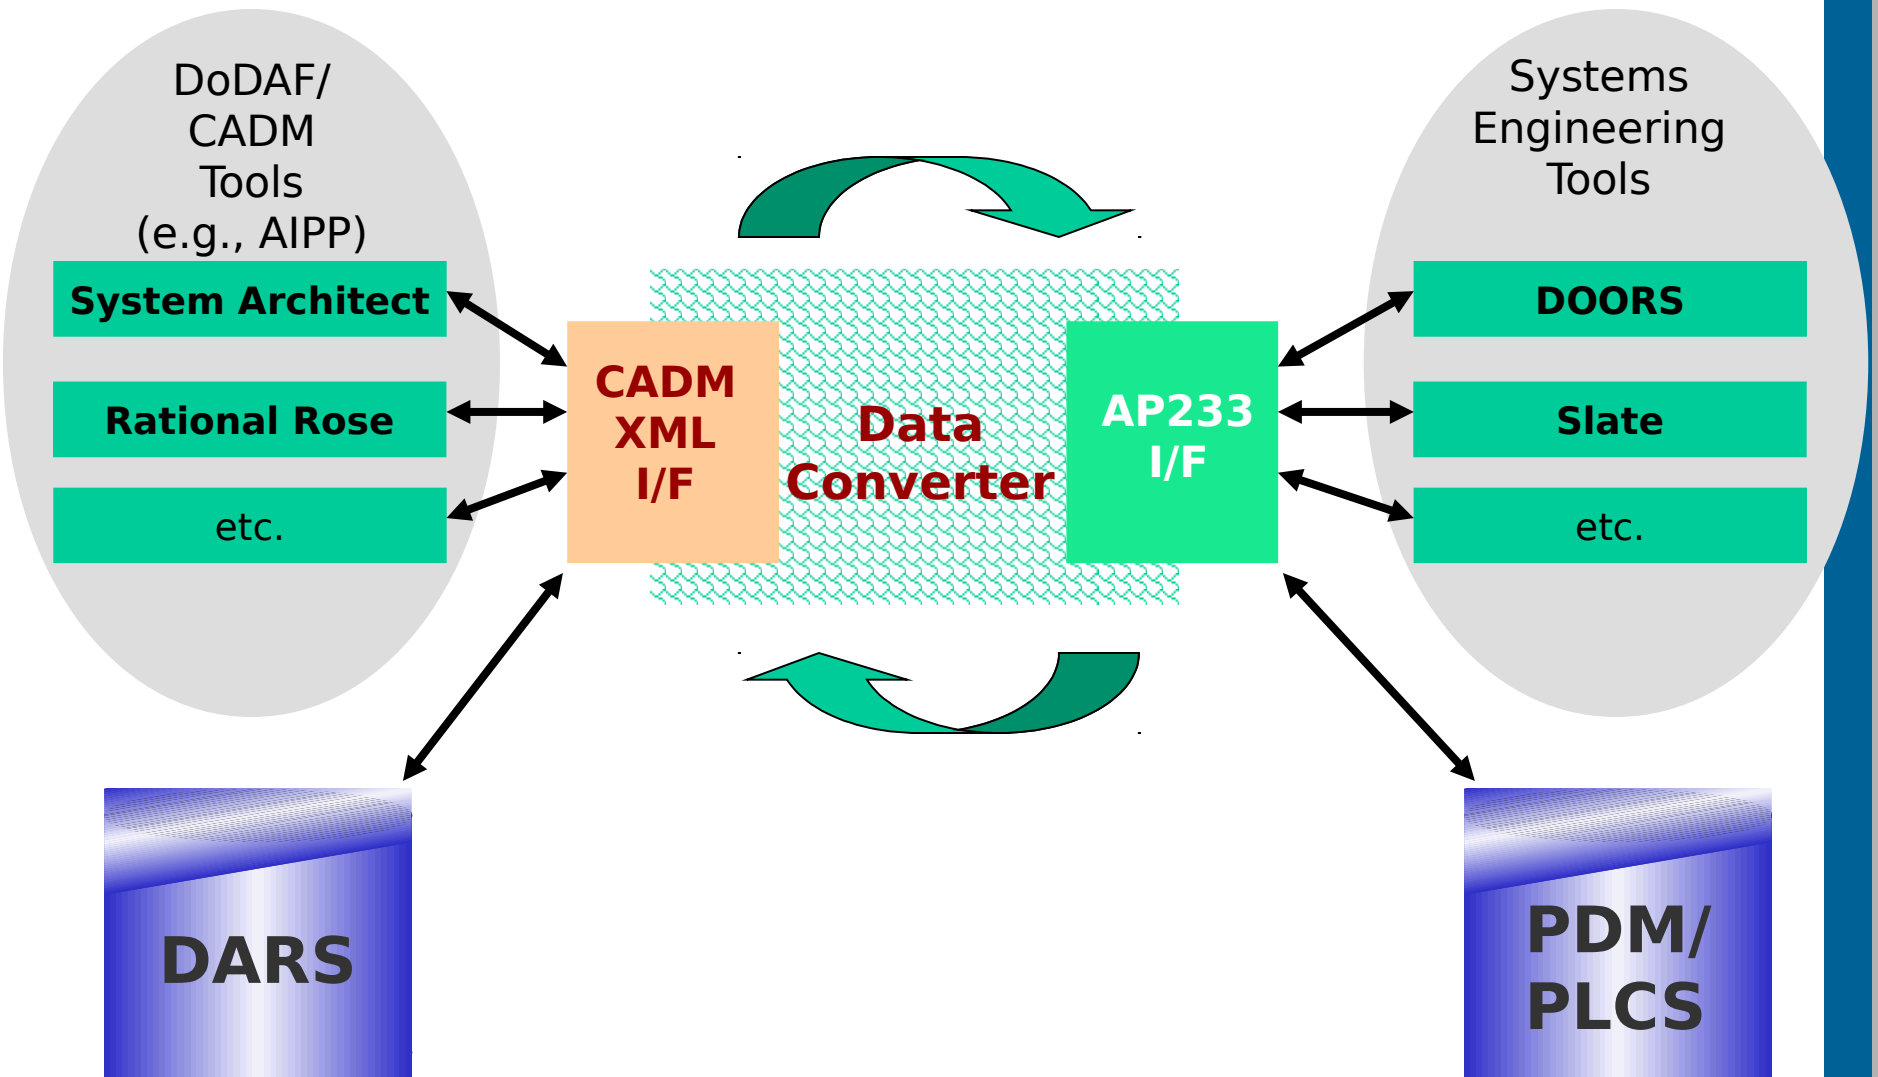 DoDAF/
CADM
Tools
(e.g., AIPP)
System Architect
Rational Rose
etc.
CADM
XML
I/F
Data
Converter
AP233
I/F
Systems
Engineering
Tools
DOORS
Slate
etc.
DARS
PDM/
PLCS